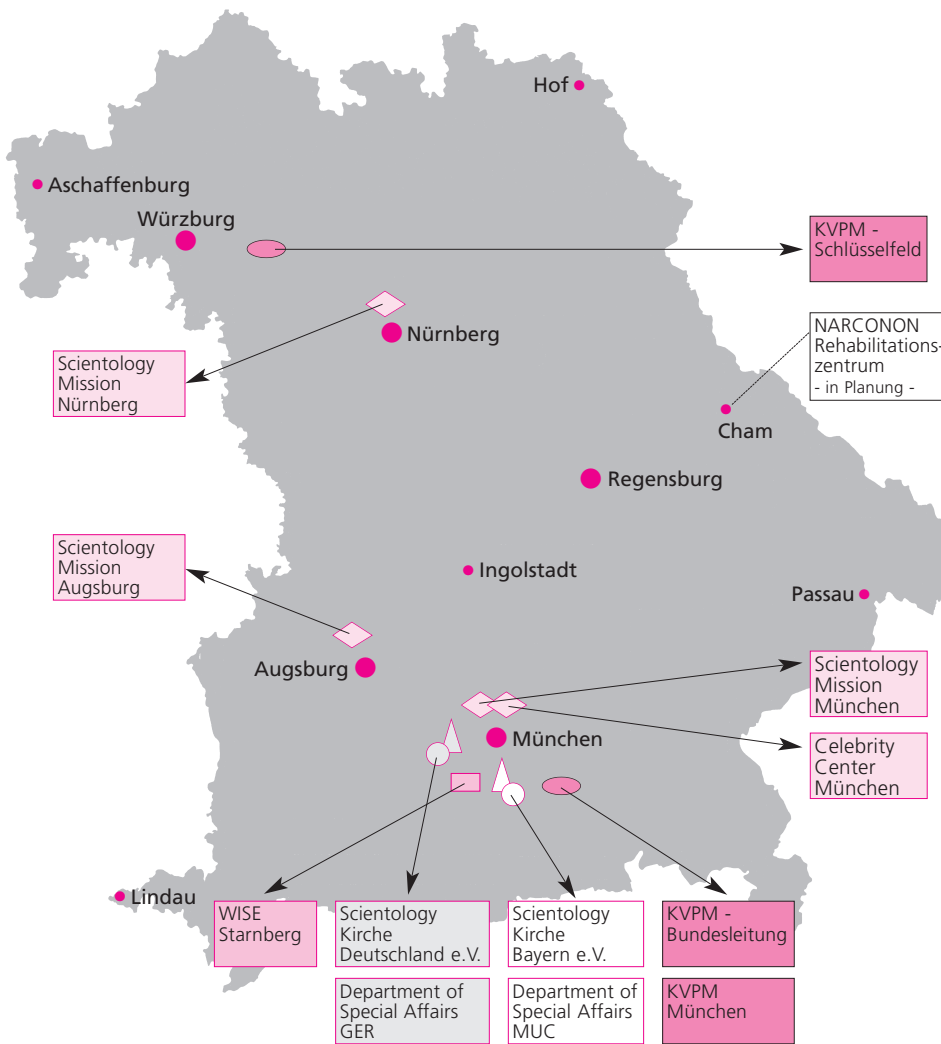 Hof
Aschaffenburg
Würzburg
KVPM -
Schlüsselfeld
Nürnberg
NARCONON
Rehabilitations-
zentrum
- in Planung -
Scientology
Mission
Nürnberg
Cham
Regensburg
Scientology
Mission
Augsburg
Ingolstadt
Passau
Augsburg
Scientology
Mission
München
München
Celebrity
Center
München
Lindau
WISE
Starnberg
Scientology
Kirche
Deutschland e.V.
Scientology
Kirche
Bayern e.V.
KVPM -
Bundesleitung
Department of
Special Affairs
GER
Department of
Special Affairs
MUC
KVPM
München